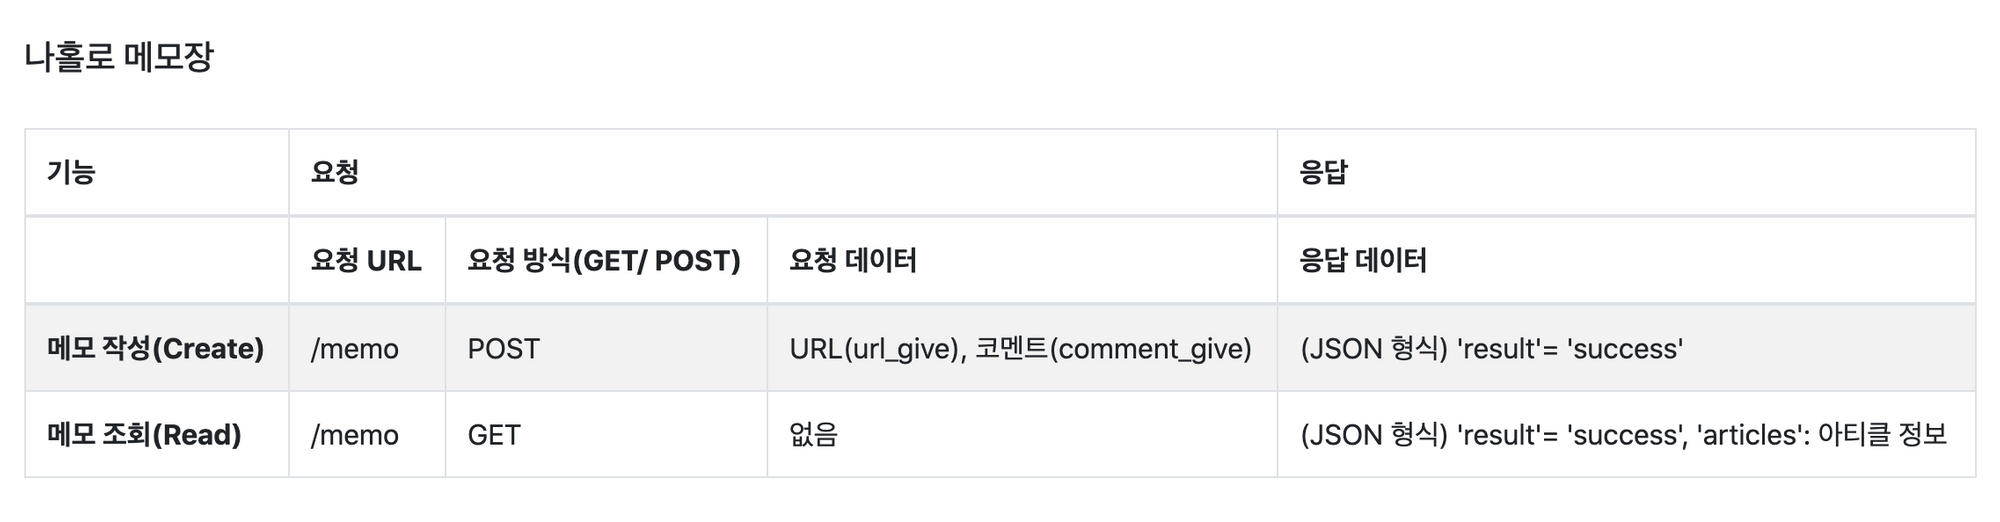 나홀로 메모장
기능 요청 응답
요청 URL 요청 방식(GET/ POST) 요청 데이터 응답 데이터
메모 작성(Create) /memo POST URL(url_give), 코멘트(comment_give) (JSON 형식) 'result'= 'success'
메모 조회(Read) /memo GET 없음 (JSON 형식) 'result'= 'success', 'articles': 아티클 정보